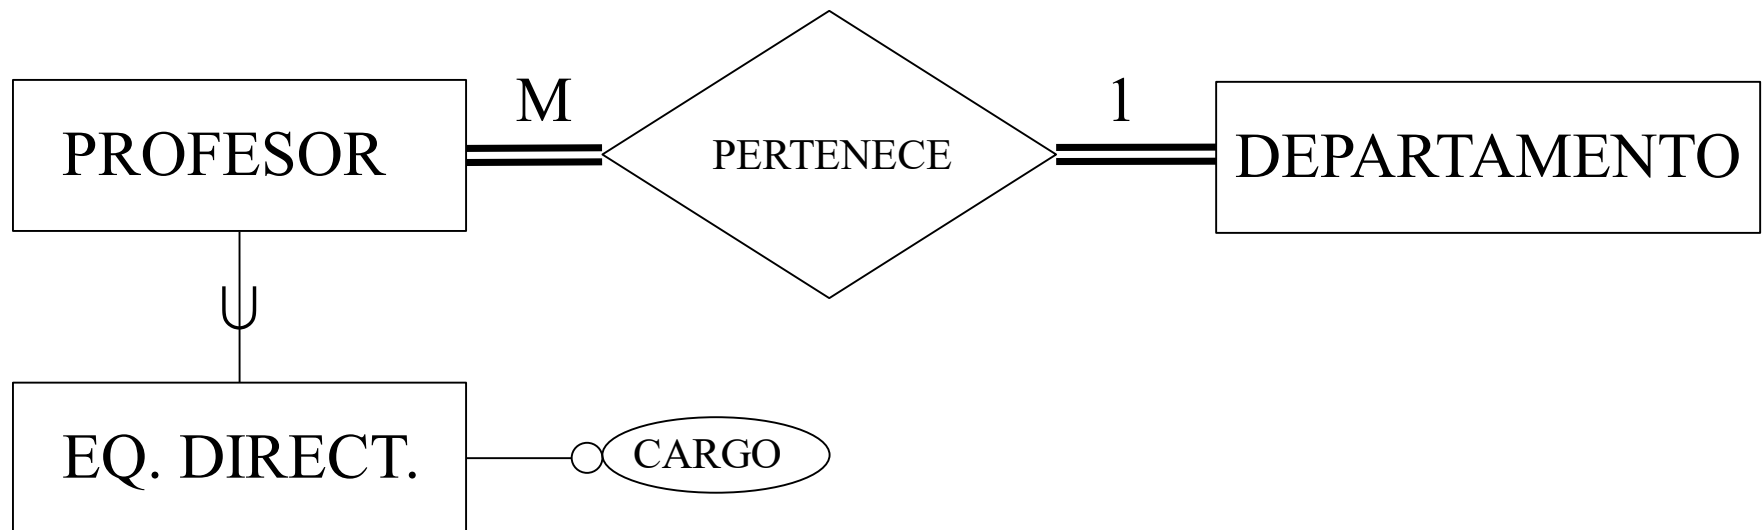 M
1
PROFESOR
PERTENECE
DEPARTAMENTO
EQ. DIRECT.
CARGO